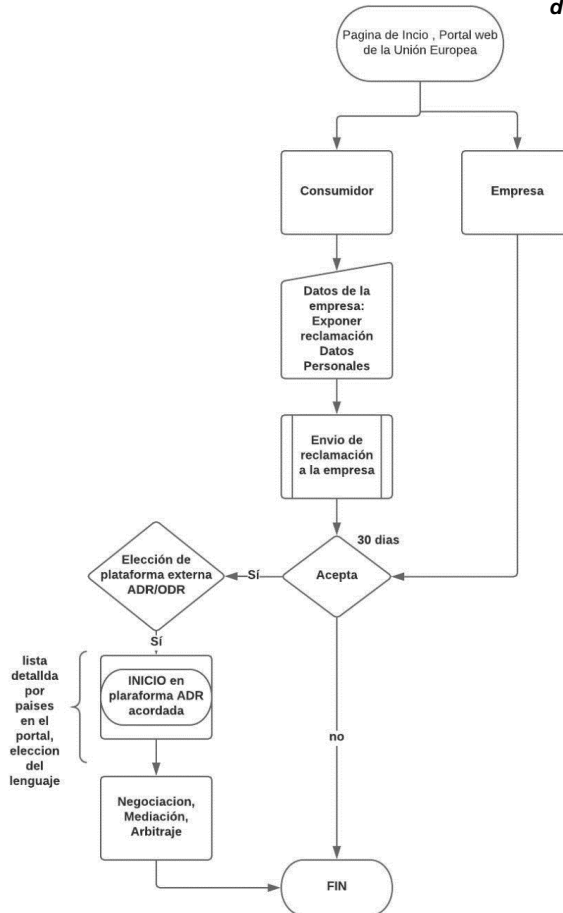 d
Pagina de Incio , Portal web
de la Unión Europea
Consumidor
Empresa
Datos de la
empresa:
Exponer
reclamación
Datos
Personales
Envio de
reclamación
a la empresa
30 dias
Acepta
Sí
Elección de
plataforma externa
ADR/ODR
Sí
lista
detallda
por
paises
en el
portal,
eleccion
del
lenguaje
INICIO en
plaraforma ADR
acordada
no
Negociacion,
Mediación,
Arbitraje
FIN